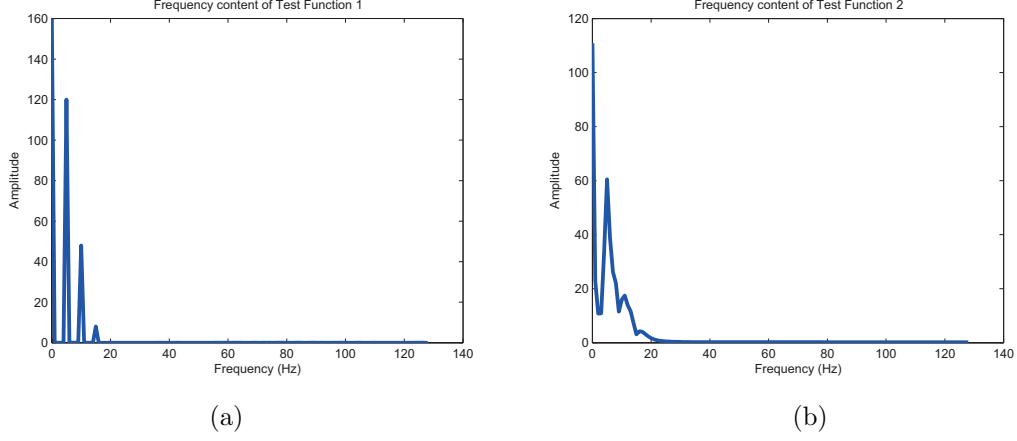 Frequency content of Test Function 1
160
140
120
100
80
60
40
20
0
Amplitude
0 20 40 60 80 100 120 140
Frequency (Hz)
(a)
Frequency content of Test Function 2
120
100
80
60
40
20
0
Amplitude
0 20 40 60 80 100 120 140
Frequency (Hz)
(b)